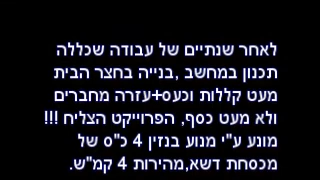 לאחר שנתיים של עבודה שכללה
תכנון במחשב ,בנייה בחצר הבית
מעט קללות וכעס+עזרה מחברים
ולא מעט כסף, הפרוייקט הצליח !!!
מונע ע"י מנוע בנזין 4 כ"ס של
מכסחת דשא,מהירות 4 קמ"ש.